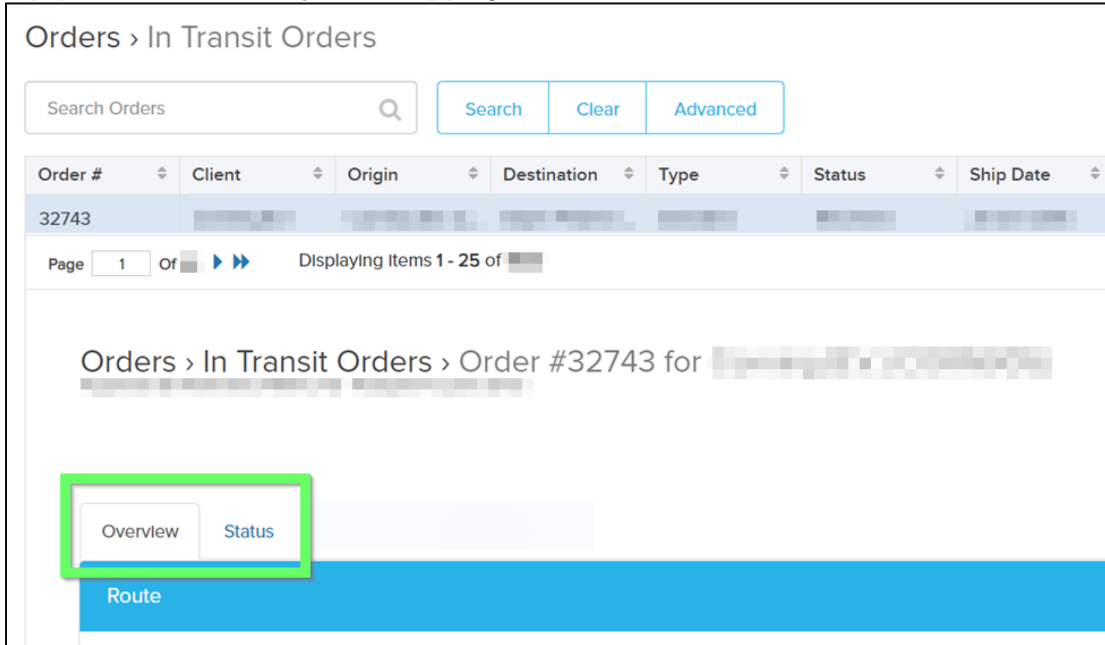 Orders › In Transit Orders
Search Orders Search Clear Advanced
Order # Client Origin Destination Type Status Ship Date
32743
Page 1 Of Displaying items 1 - 25 of
Orders › In Transit Orders › Order #32743 for
Overview Status
Route